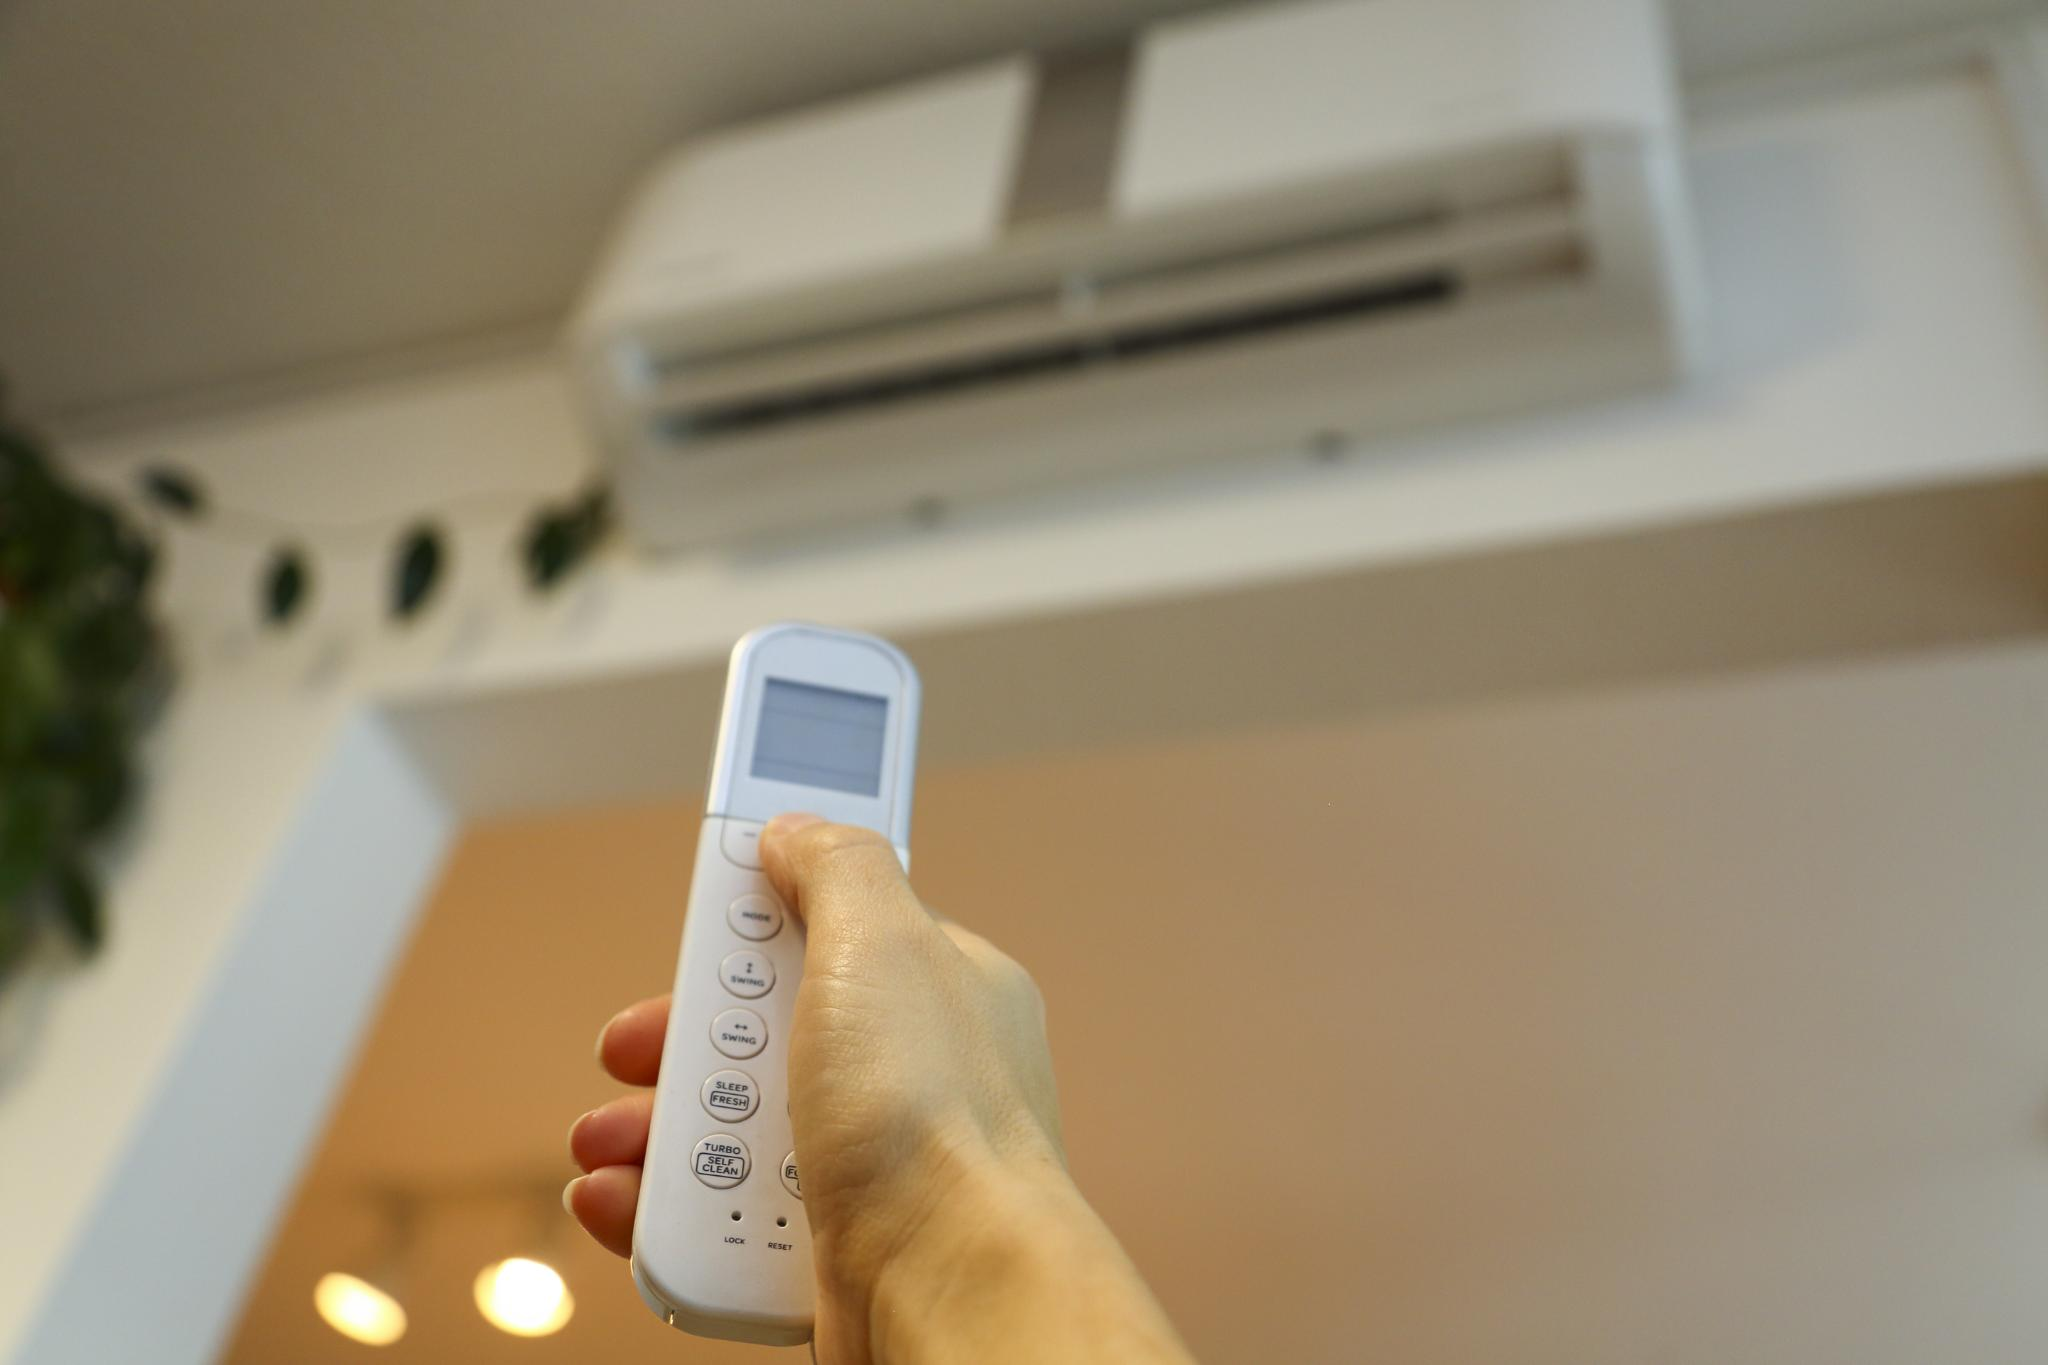 MODE
SWING
SWING
SLEEP
FRESH
TURBO
SELF
CLEAN
LOCK
RESET